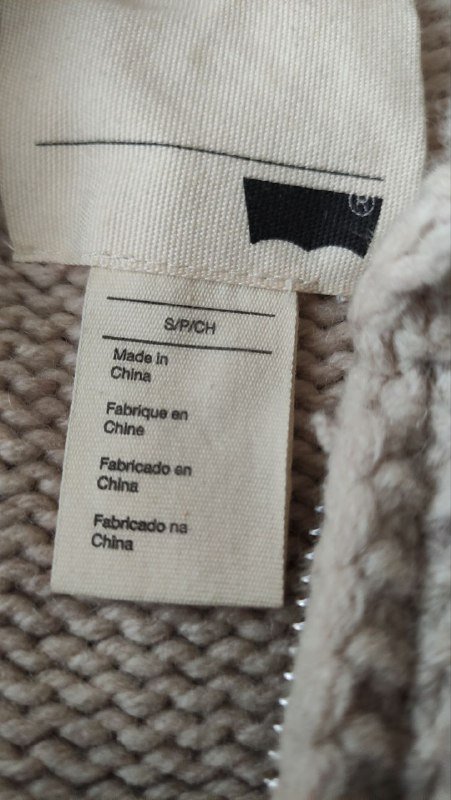 ®
S/P/CH
Made in
China
Fabrique en
Chine
Fabricado en
China
Fabricado na
China